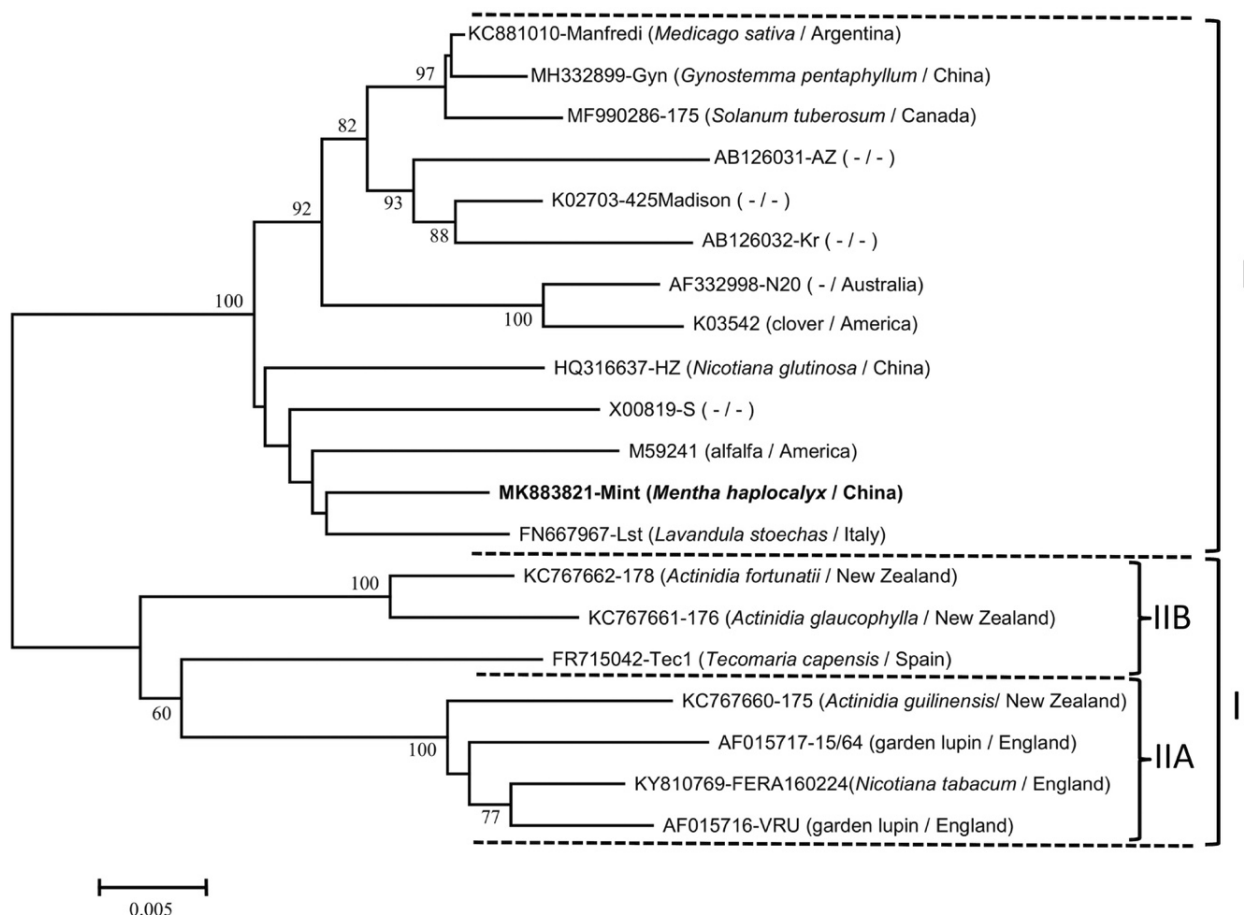 KC881010-Manfredi (Medicago sativa / Argentina)
97
MH332899-Gyn (Gynostemma pentaphyllum / China)
MF990286-175 (Solanum tuberosum / Canada)
82
AB126031-AZ ( - / - )
93
K02703-425Madison ( - / - )
92
88
AB126032-Kr ( - / - )
I
AF332998-N20 ( - / Australia)
100
100
K03542 (clover / America)
HQ316637-HZ (Nicotiana glutinosa / China)
X00819-S ( - / - )
M59241 (alfalfa / America)
MK883821-Mint (Mentha haplocalyx / China)
FN667967-Lst (Lavandula stoechas / Italy)
100
KC767662-178 (Actinidia fortunatii / New Zealand)
KC767661-176 (Actinidia glaucophylla / New Zealand)
IIB
FR715042-Tec1 (Tecomaria capensis / Spain)
60
KC767660-175 (Actinidia guilinensis/ New Zealand)
I
100
AF015717-15/64 (garden lupin / England)
IIA
KY810769-FERA160224(Nicotiana tabacum / England)
77
AF015716-VRU (garden lupin / England)
0.005